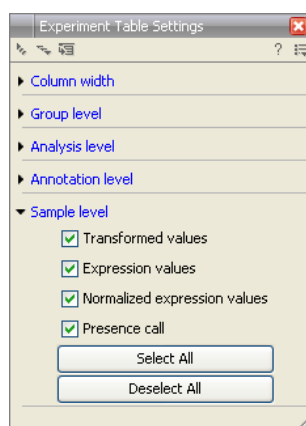 Experiment Table Settings
?
Column width
Group level
Analysis level
Annotation level
Sample level
Transformed values
Expression values
Normalized expression values
Presence call
Select All
Deselect All